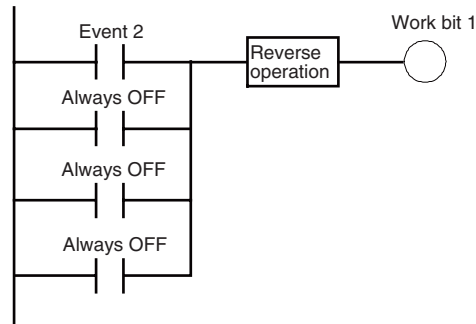 Event 2
Work bit 1
Reverse
operation
Always OFF
Always OFF
Always OFF